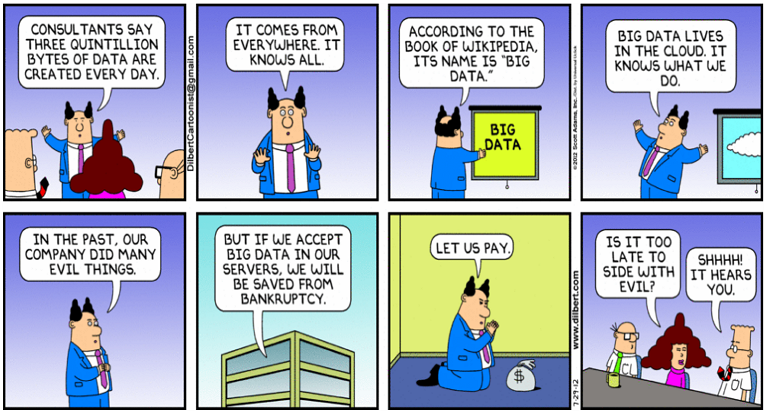 CONSULTANTS SAY
THREE QUINTILLION
BYTES OF DATA ARE
CREATED EVERY DAY.
DilbertCartoonist@gmail.com
IT COMES FROM
EVERYWHERE. IT
KNOWS ALL.
ACCORDING TO THE
BOOK OF WIKIPEDIA,
ITS NAME IS "BIG
DATA."
BIG
DATA
©2012 Scott Adams, Inc.
BIG DATA LIVES
IN THE CLOUD. IT
KNOWS WHAT WE
DO.
IN THE PAST, OUR
COMPANY DID MANY
EVIL THINGS.
BUT IF WE ACCEPT
BIG DATA IN OUR
SERVERS, WE WILL
BE SAVED FROM
BANKRUPTCY.
LET US PAY.
$
www.dilbert.com
7-29-12
IS IT TOO
LATE TO
SIDE WITH
EVIL?
SHHHH!
IT HEARS
YOU.